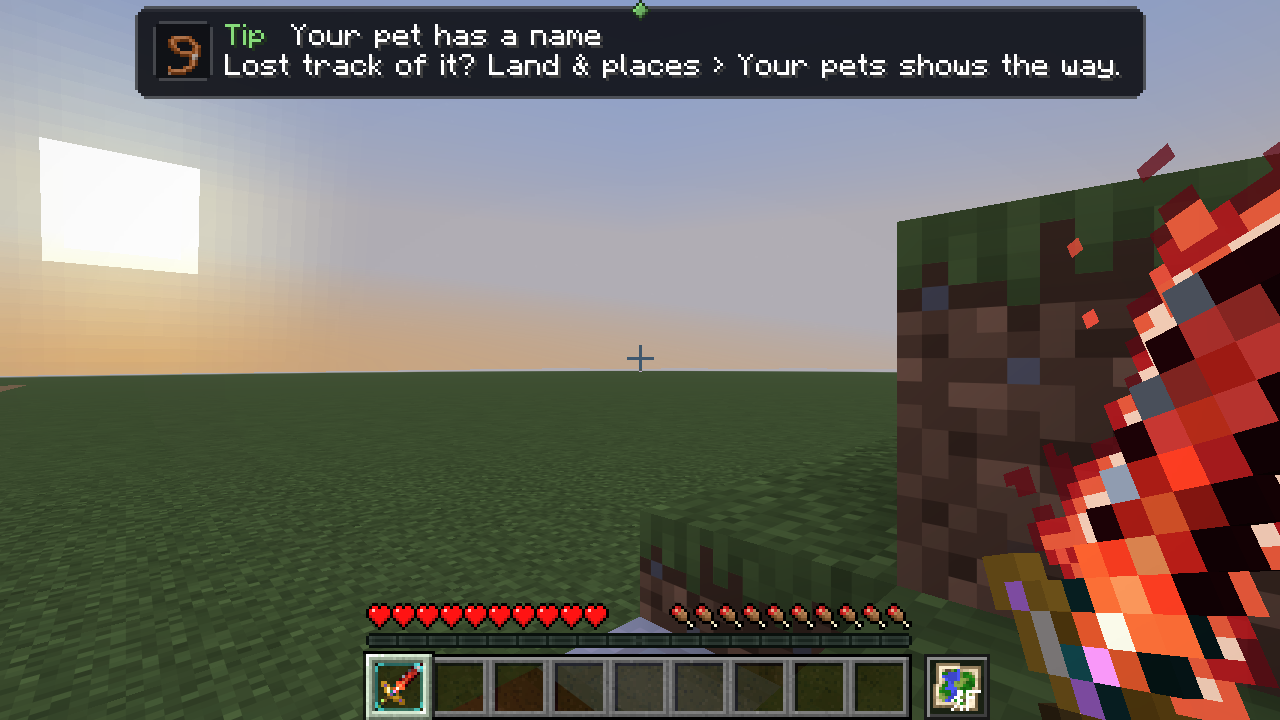 Tip Your pet has a name
Lost track of it? Land & places > Your pets shows the way.